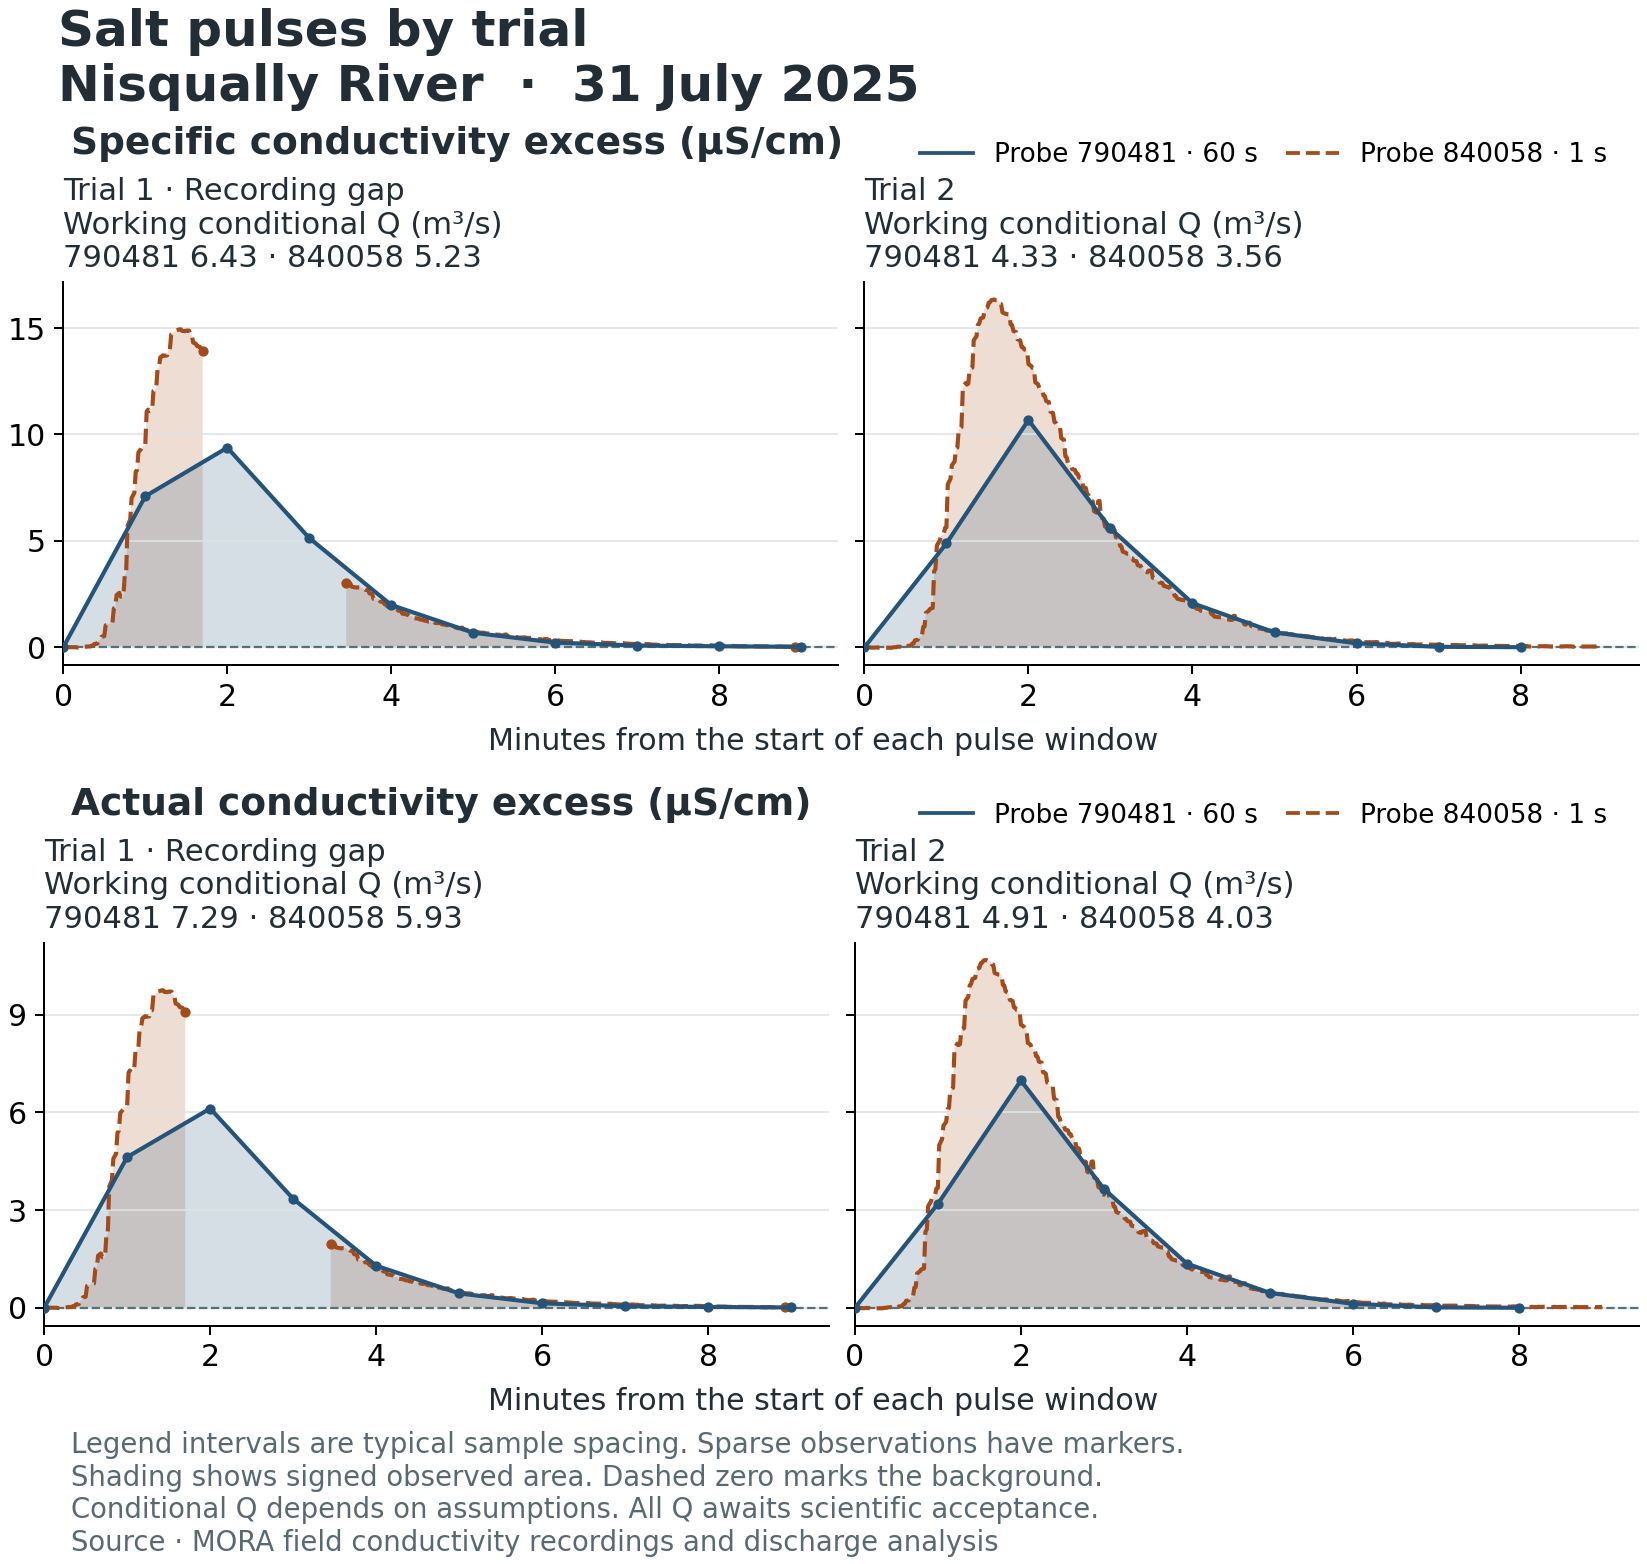 Salt pulses by trial
Nisqually River · 31 July 2025
Specific conductivity excess (µS/cm)
Probe 790481 · 60 s
Probe 840058 · 1 s
Trial 1 · Recording gap
Working conditional Q (m³/s)
790481 6.43 · 840058 5.23
Trial 2
Working conditional Q (m³/s)
790481 4.33 · 840058 3.56
15
10
5
0
0 2 4 6 8
0 2 4 6 8
Minutes from the start of each pulse window
Actual conductivity excess (µS/cm)
Probe 790481 · 60 s
Probe 840058 · 1 s
Trial 1 · Recording gap
Working conditional Q (m³/s)
790481 7.29 · 840058 5.93
Trial 2
Working conditional Q (m³/s)
790481 4.91 · 840058 4.03
9
6
3
0
0 2 4 6 8
0 2 4 6 8
Minutes from the start of each pulse window
Legend intervals are typical sample spacing. Sparse observations have markers.
Shading shows signed observed area. Dashed zero marks the background.
Conditional Q depends on assumptions. All Q awaits scientific acceptance.
Source · MORA field conductivity recordings and discharge analysis